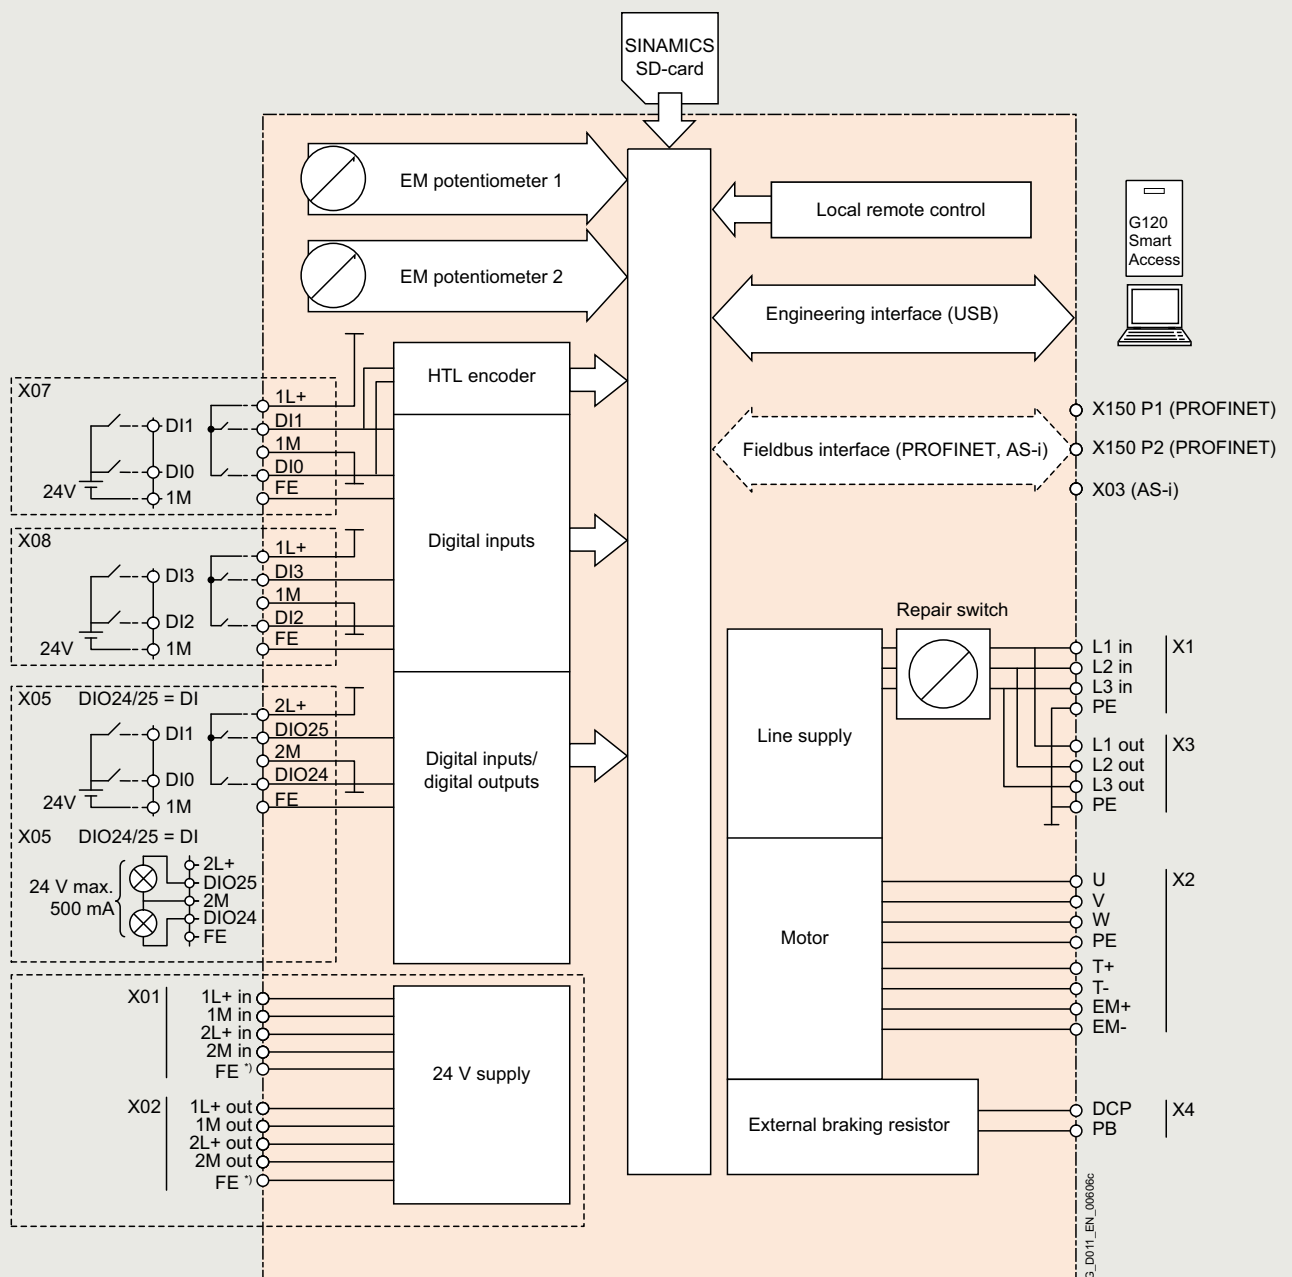 SINAMICS
SD-card
EM potentiometer 1
EM potentiometer 2
Local remote control
Engineering interface (USB)
G120
Smart
Access
Fieldbus interface (PROFINET, AS-i)
X150 P1 (PROFINET)
X150 P2 (PROFINET)
X03 (AS-i)
HTL encoder
Digital inputs
Digital inputs/
digital outputs
X07
DI1
DI0
24V
1M
1L+
DI1
1M
DI0
FE
X08
DI3
DI2
24V
1M
1L+
DI3
1M
DI2
FE
X05 DIO24/25 = DI
DI1
DI0
24V
1M
2L+
DIO25
2M
DIO24
FE
X05 DIO24/25 = DI
24 V max.
500 mA
2L+
DIO25
2M
DIO24
FE
X01
1L+ in
1M in
2L+ in
2M in
FE *)
X02
1L+ out
1M out
2L+ out
2M out
FE *)
24 V supply
Repair switch
Line supply
L1 in
L2 in
L3 in
PE
X1
L1 out
L2 out
L3 out
PE
X3
Motor
U
V
W
PE
T+
T-
EM+
EM-
X2
External braking resistor
DCP
PB
X4
G_D011_EN_00606c